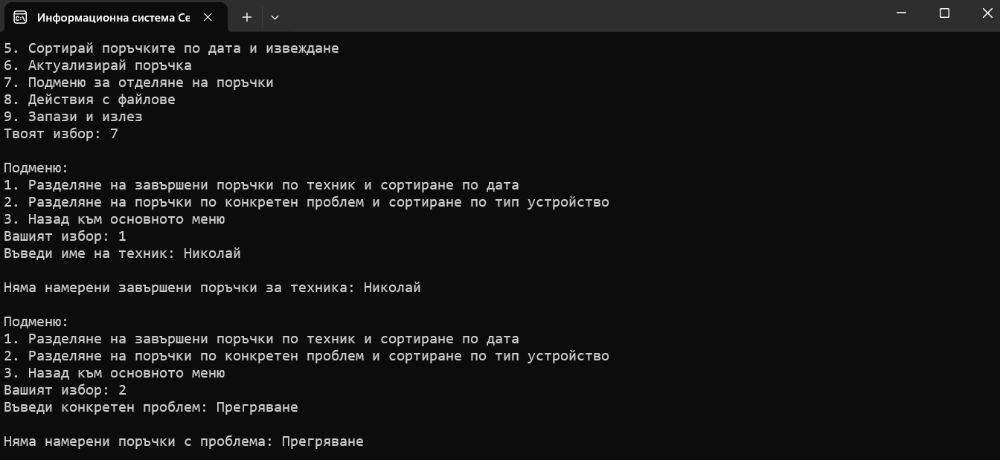 Информационна система Се
5. Сортирай поръчките по дата и извеждане
6. Актуализирай поръчка
7. Подменю за отделяне на поръчки
8. Действия с файлове
9. Запази и излез
Твоят избор: 7
Подменю:
1. Разделяне на завършени поръчки по техник и сортиране по дата
2. Разделяне на поръчки по конкретен проблем и сортиране по тип устройство
3. Назад към основното меню
Вашият избор: 1
Въведи име на техник: Николай
Няма намерени завършени поръчки за техника: Николай
Подменю:
1. Разделяне на завършени поръчки по техник и сортиране по дата
2. Разделяне на поръчки по конкретен проблем и сортиране по тип устройство
3. Назад към основното меню
Вашият избор: 2
Въведи конкретен проблем: Прегряване
Няма намерени поръчки с проблема: Прегряване